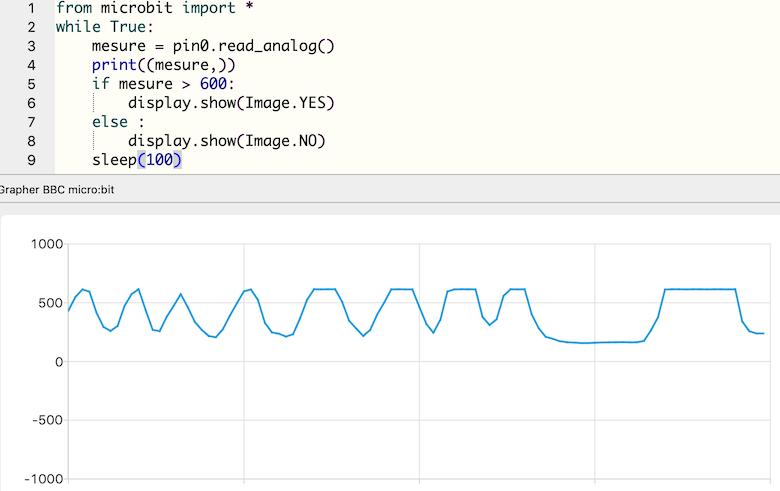 1 from microbit import *
2 while True:
3     mesure = pin0.read_analog()
4     print((mesure,))
5     if mesure > 600:
6         display.show(Image.YES)
7     else :
8         display.show(Image.NO)
9     sleep(100)
Grapher BBC micro:bit
1000
500
0
-500
-1000